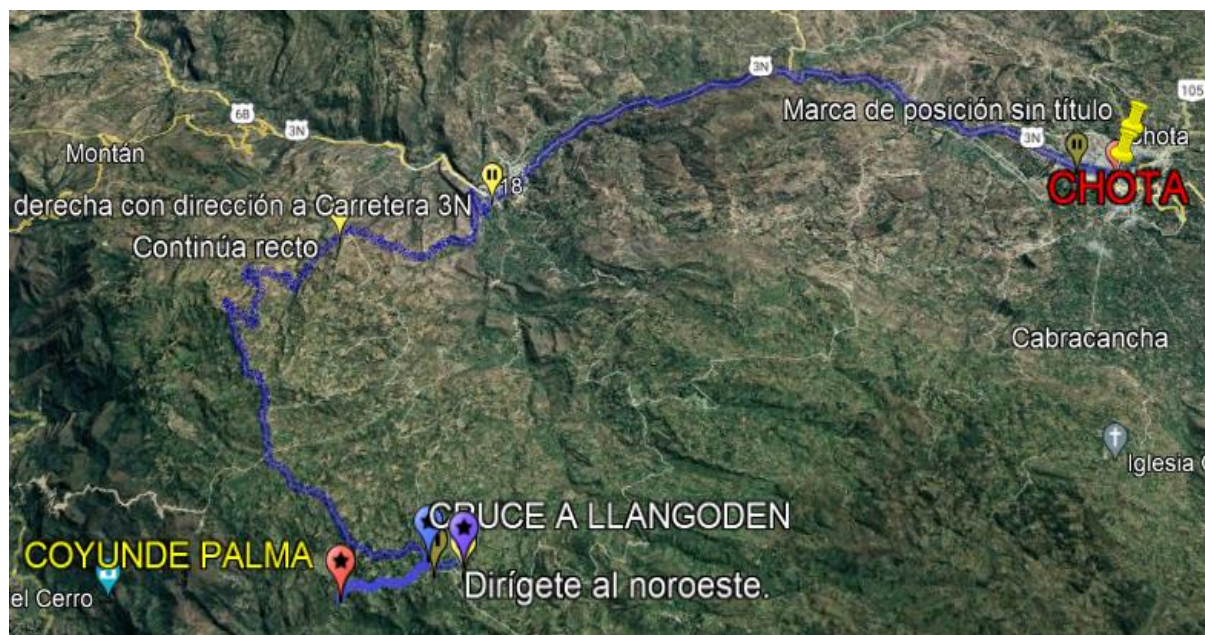 3N
105
Marca de posición sin título
6B
3N
3N
Chota
Montán
18
CHOTA
derecha con dirección a Carretera 3N
Continúa recto
Cabracancha
Iglesia
CRUCE A LLANGODEN
COYUNDE PALMA
Dirígete al noroeste.
el Cerro